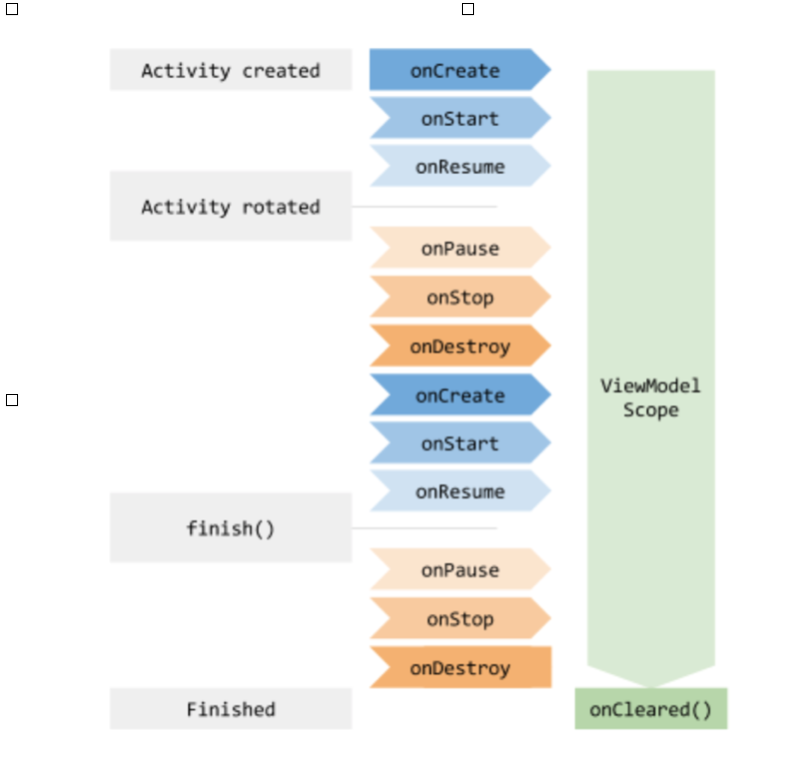 Activity created
onCreate
onStart
onResume
Activity rotated
onPause
onStop
onDestroy
onCreate
onStart
onResume
finish()
onPause
onStop
onDestroy
Finished
ViewModel
Scope
onCleared()